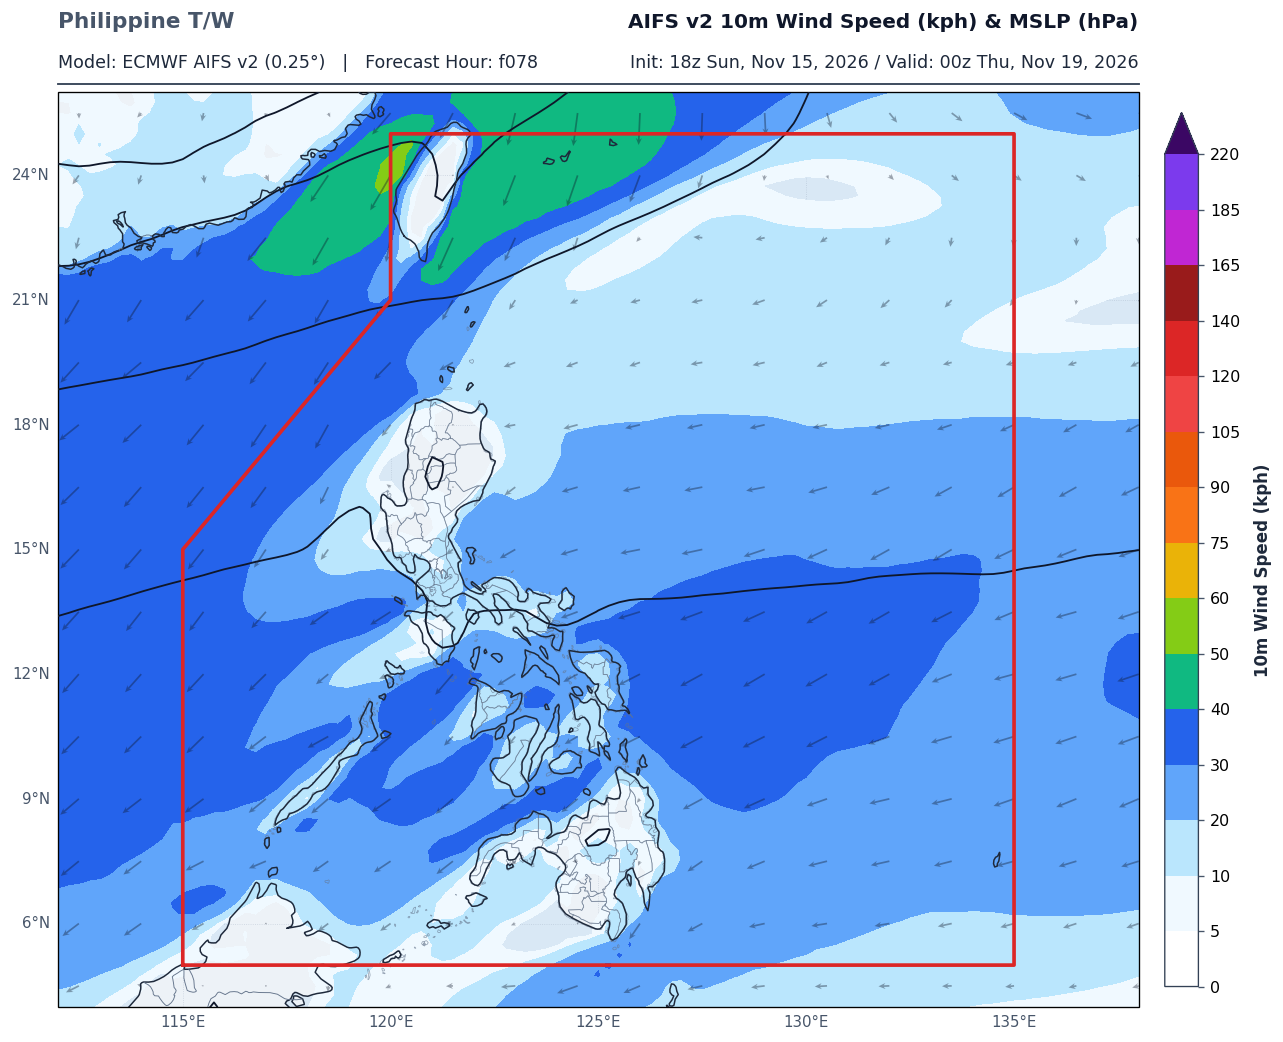 Philippine T/W
AIFS v2 10m Wind Speed (kph) & MSLP (hPa)
Model: ECMWF AIFS v2 (0.25°) | Forecast Hour: f078
Init: 18z Sun, Nov 15, 2026 / Valid: 00z Thu, Nov 19, 2026
24°N
21°N
18°N
15°N
12°N
9°N
6°N
115°E
120°E
125°E
130°E
135°E
220
185
165
140
120
105
90
75
60
50
40
30
20
10
5
0
10m Wind Speed (kph)